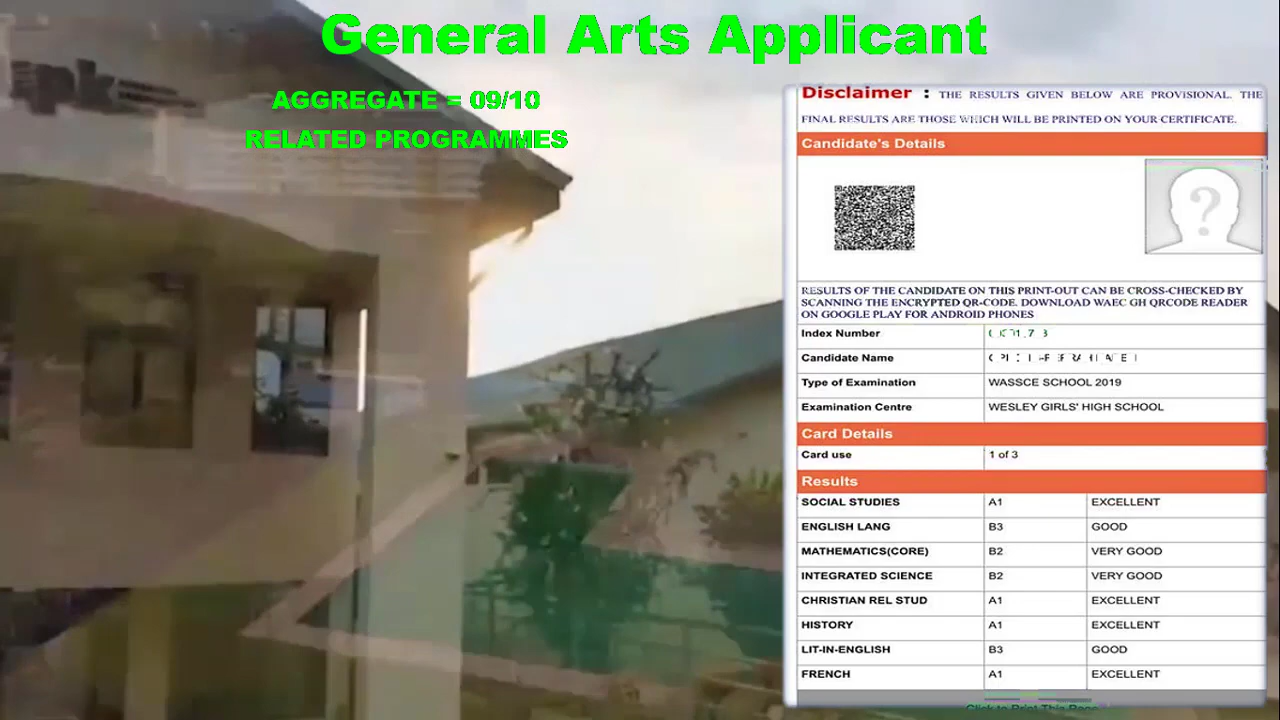 General Arts Applicant
AGGREGATE = 09/10
RELATED PROGRAMMES
Disclaimer : THE RESULTS GIVEN BELOW ARE PROVISIONAL. THE
FINAL RESULTS ARE THOSE WHICH WILL BE PRINTED ON YOUR CERTIFICATE.
Candidate's Details
RESULTS OF THE CANDIDATE ON THIS PRINT-OUT CAN BE CROSS-CHECKED BY
SCANNING THE ENCRYPTED QR-CODE. DOWNLOAD WAEC GH QRCODE READER
ON GOOGLE PLAY FOR ANDROID PHONES
Index Number
Candidate Name
Type of Examination WASSCE SCHOOL 2019
Examination Centre WESLEY GIRLS' HIGH SCHOOL
Card Details
Card use 1 of 3
Results
SOCIAL STUDIES A1 EXCELLENT
ENGLISH LANG B3 GOOD
MATHEMATICS(CORE) B2 VERY GOOD
INTEGRATED SCIENCE B2 VERY GOOD
CHRISTIAN REL STUD A1 EXCELLENT
HISTORY A1 EXCELLENT
LIT-IN-ENGLISH B3 GOOD
FRENCH A1 EXCELLENT
Click to Print This Page